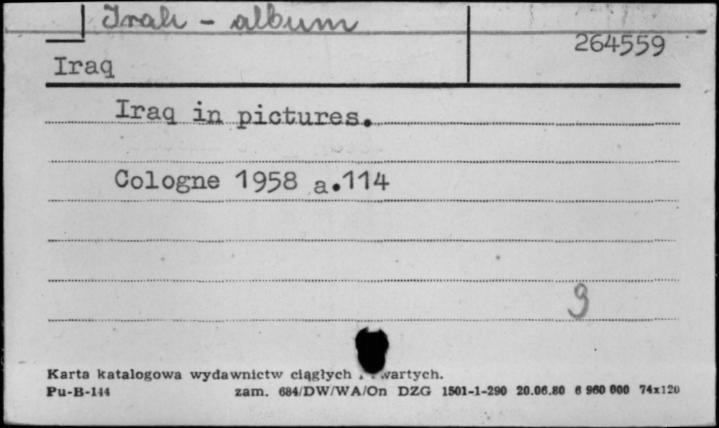 Irak - album
264559
Iraq
Iraq in pictures.
Cologne 1958 a.114
9
Karta katalogowa wydawnictw ciągłych
Pu-B-144 zam. 684/DW/WA/On DZG 1501-1-290 20.06.80 6 960 000 74x120